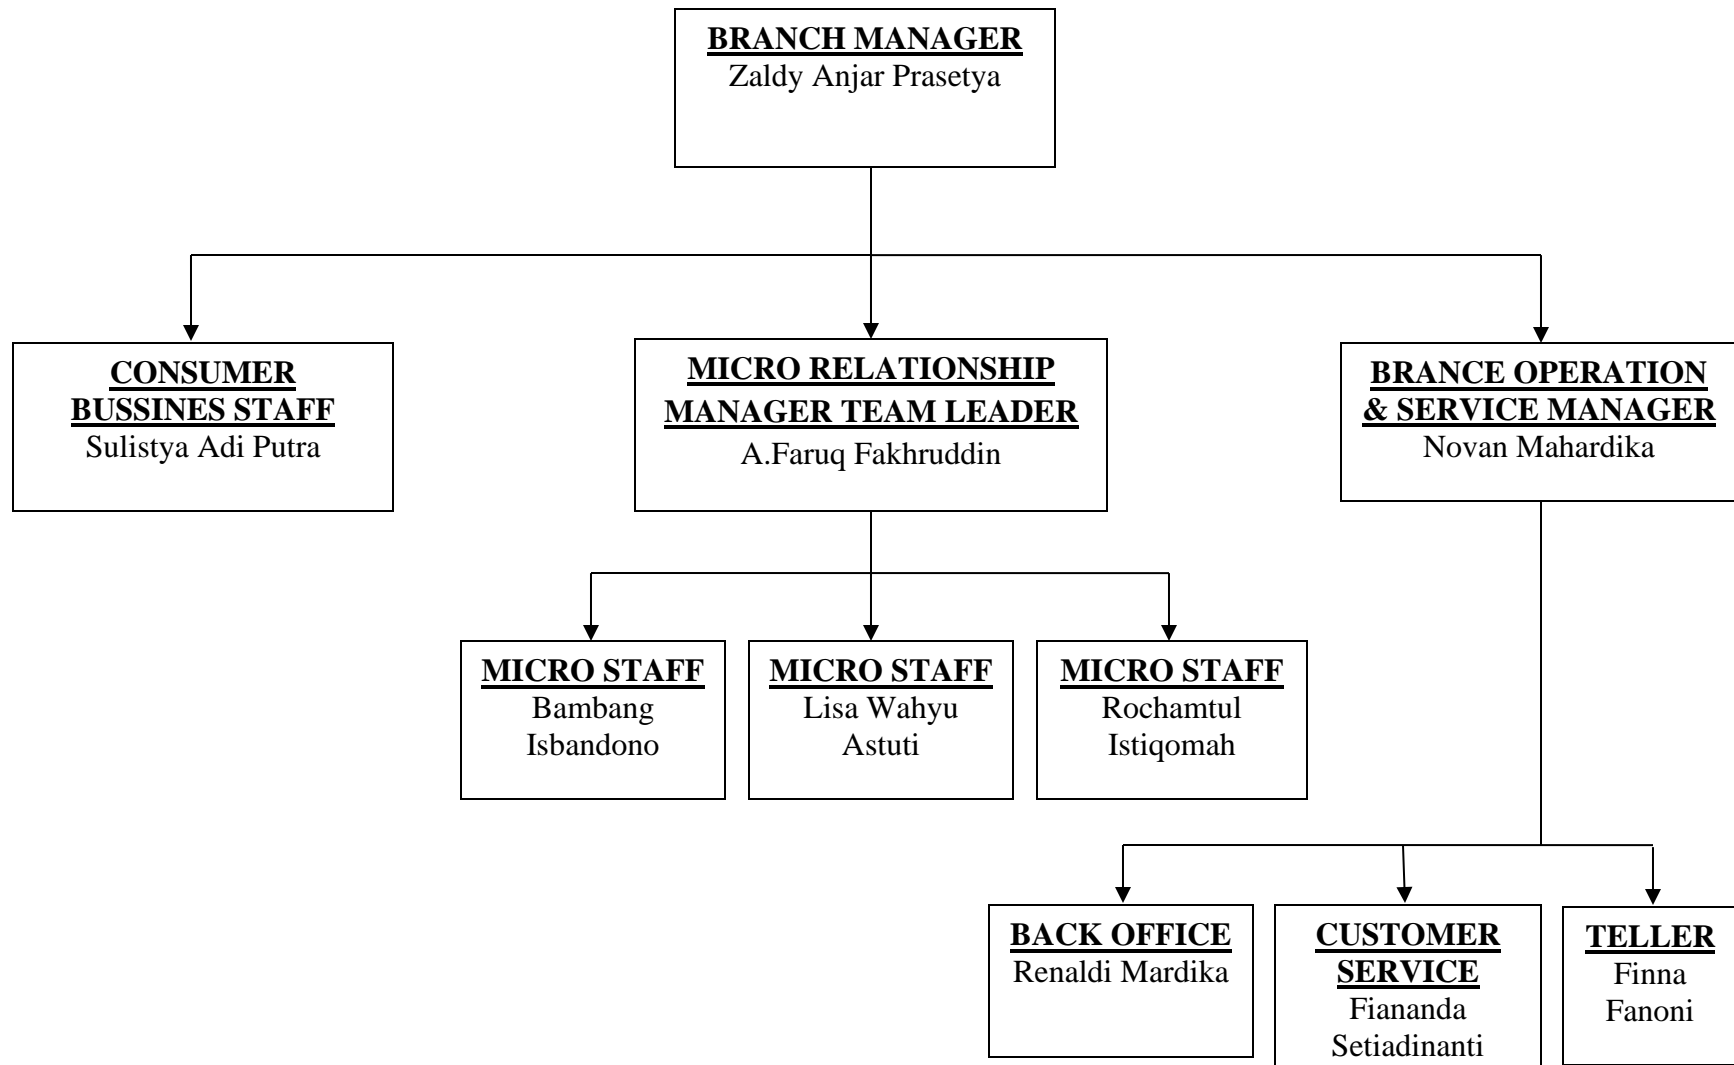 BRANCH MANAGER
Zaldy Anjar Prasetya
CONSUMER
BUSSINES STAFF
Sulistya Adi Putra
MICRO RELATIONSHIP
MANAGER TEAM LEADER
A.Faruq Fakhruddin
BRANCE OPERATION
& SERVICE MANAGER
Novan Mahardika
MICRO STAFF
Bambang
Isbandono
MICRO STAFF
Lisa Wahyu
Astuti
MICRO STAFF
Rochamtul
Istiqomah
BACK OFFICE
Renaldi Mardika
CUSTOMER
SERVICE
Fiananda
Setiadinanti
TELLER
Finna
Fanoni